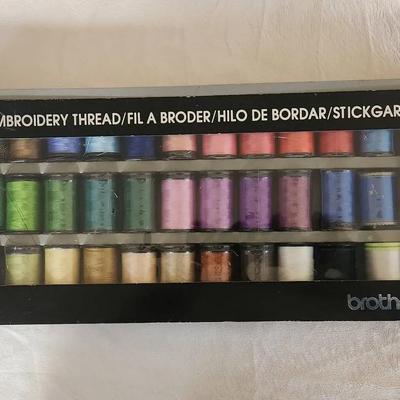 MBROIDERY THREAD/FIL A BRODER/HILO DE BORDAR/STICKGAR
broth